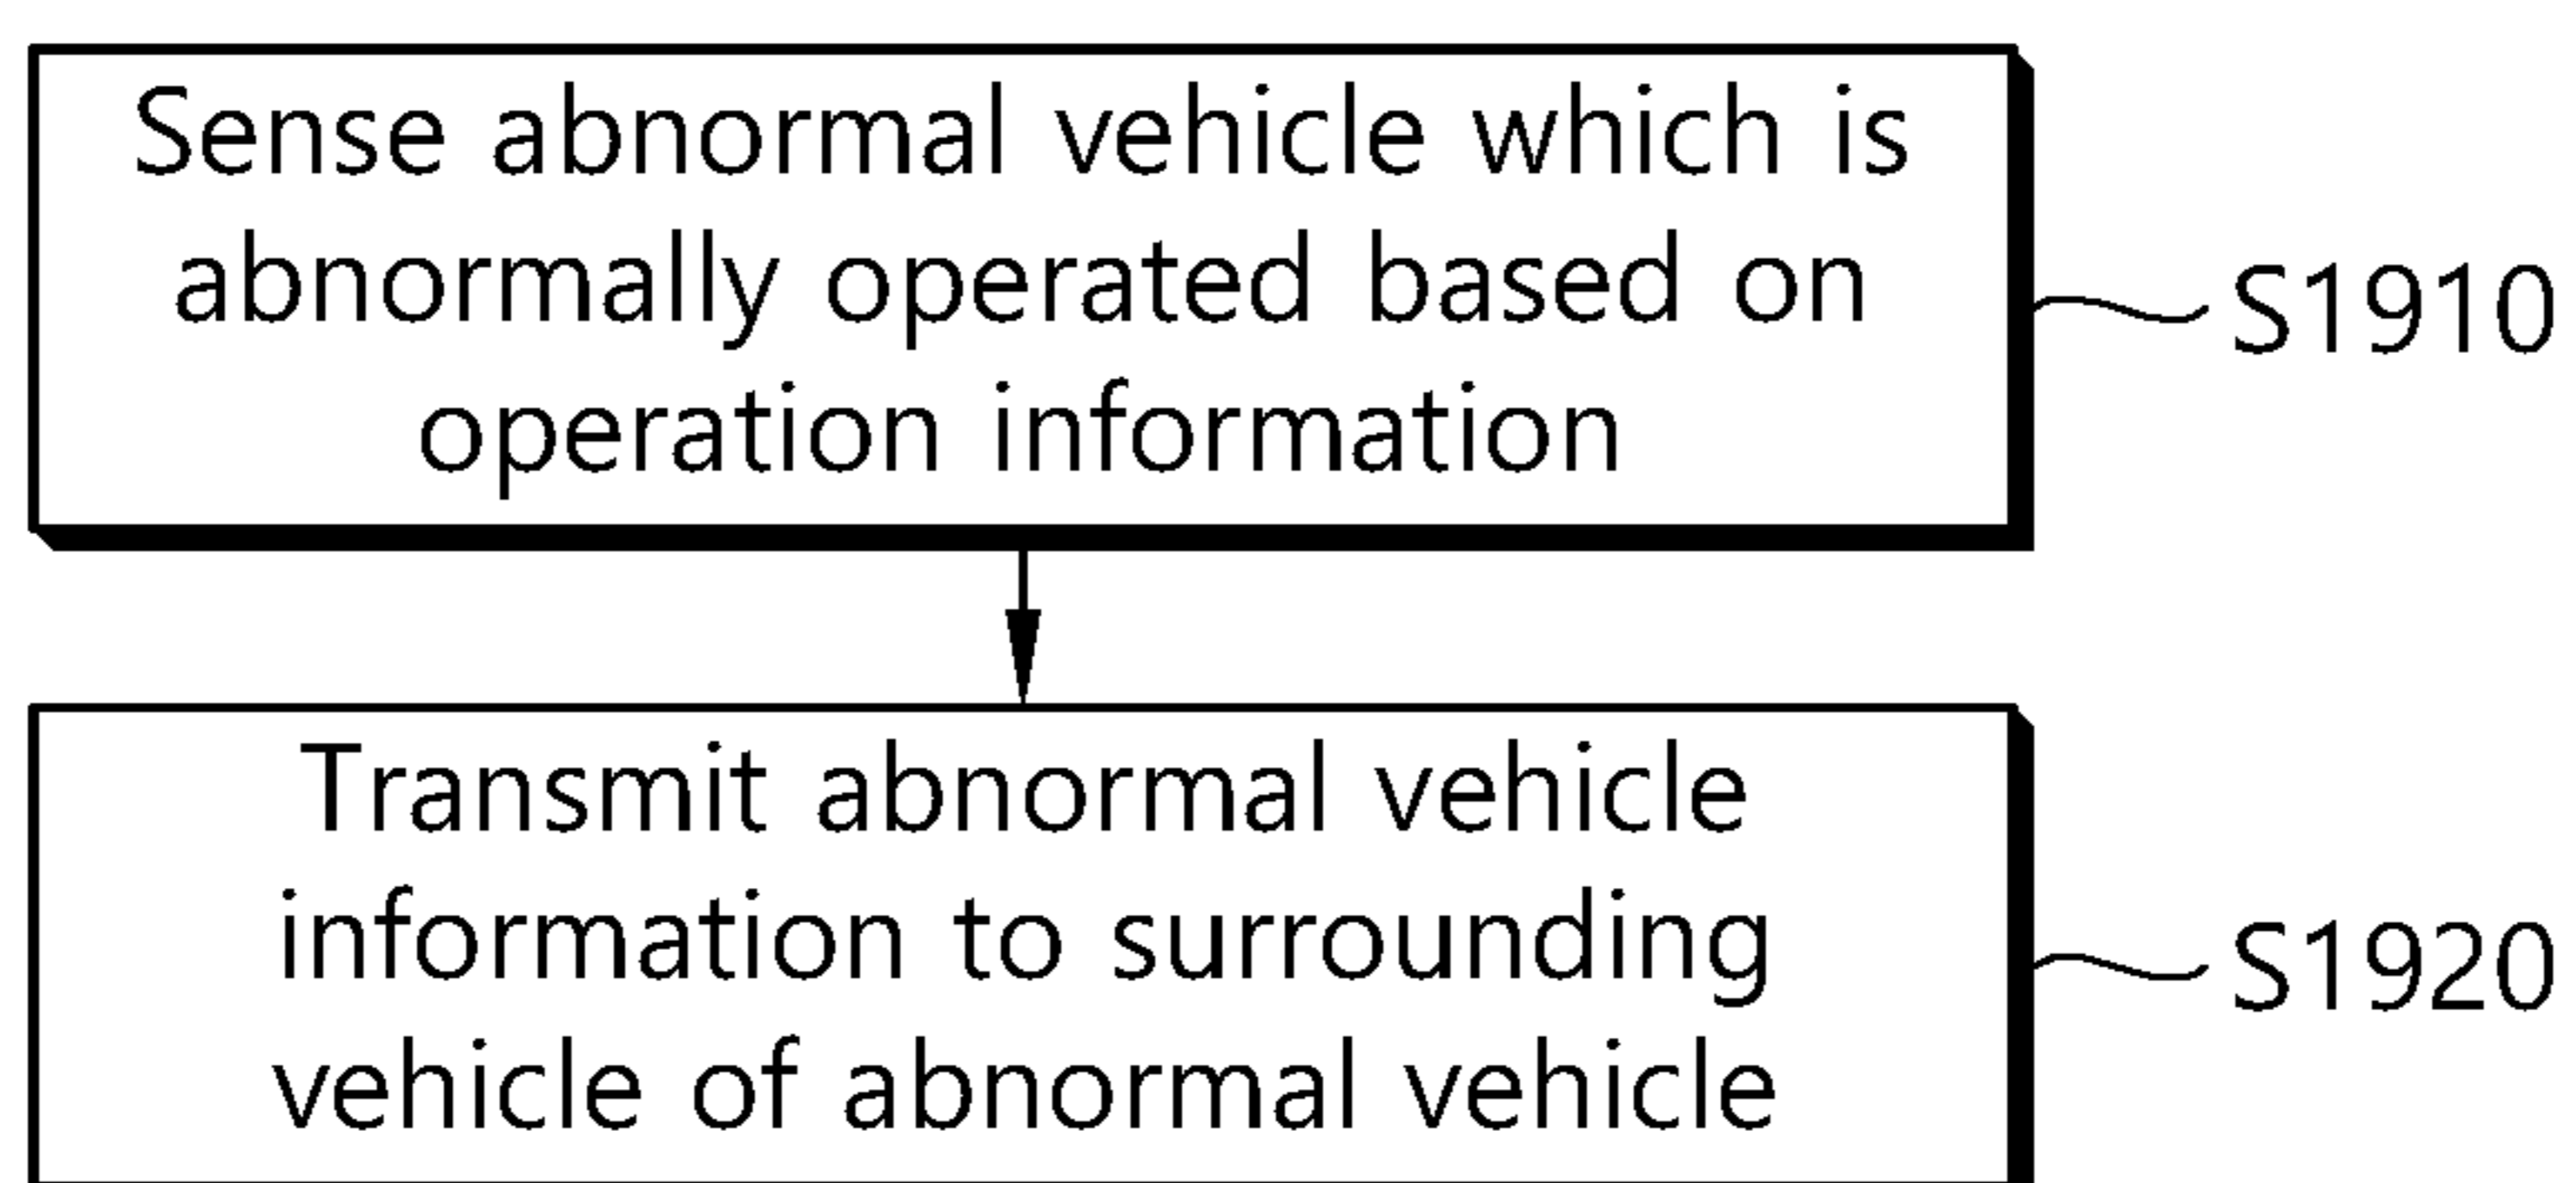 Sense abnormal vehicle which is
abnormally operated based on
operation information
S1910
Transmit abnormal vehicle
information to surrounding
vehicle of abnormal vehicle
S1920